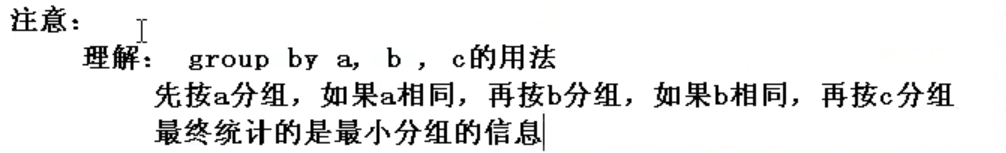 注意：
理解： group by a, b , c的用法
先按a分组，如果a相同，再按b分组，如果b相同，再按c分组
最终统计的是最小分组的信息